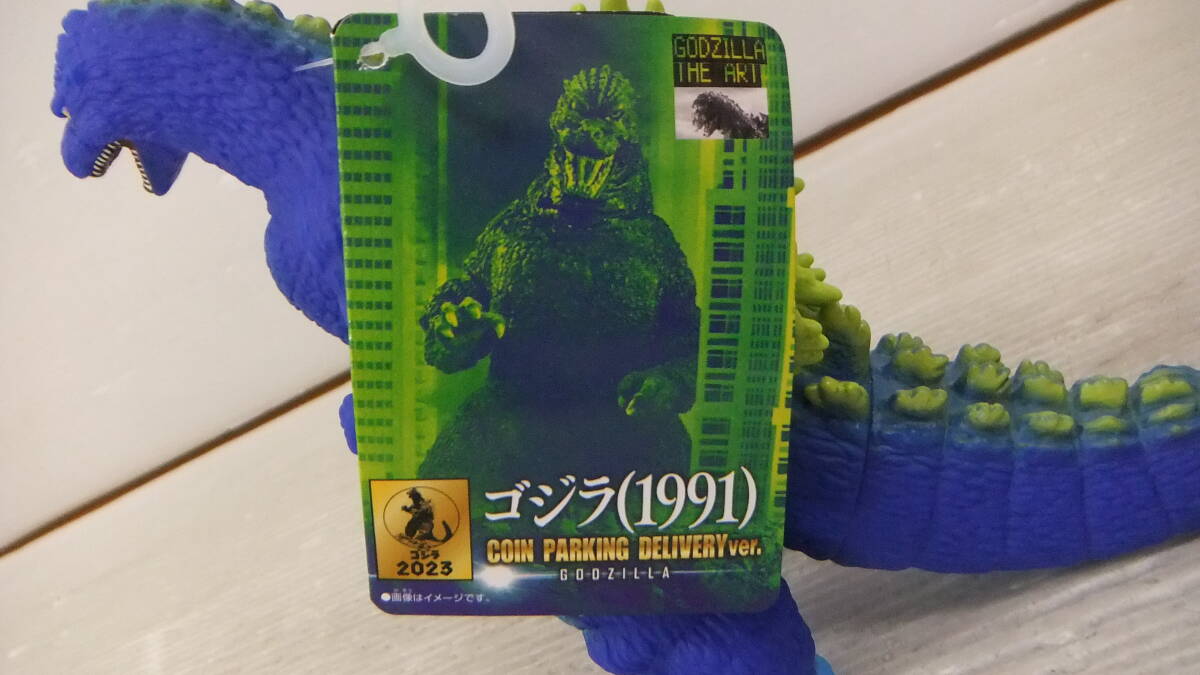 GODZILLA
THE ART
ゴジラ(1991)
COIN PARKING DELIVERY ver.
GODZILLA
ゴジラ
2023
●画像はイメージです。